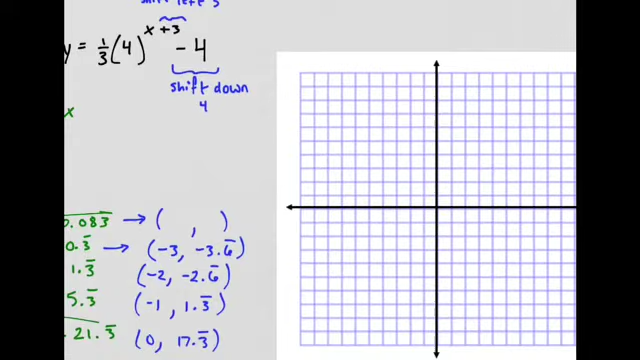 shift left 3
y = 1/3 (4)^(x+3) - 4
shift down
4
x
0.083̅ → ( , )
0.3̅ → (-3, -3.6̅)
1.3̅ (-2, -2.6̅)
5.3̅ (-1, 1.3̅)
21.3̅ (0, 17.3̅)